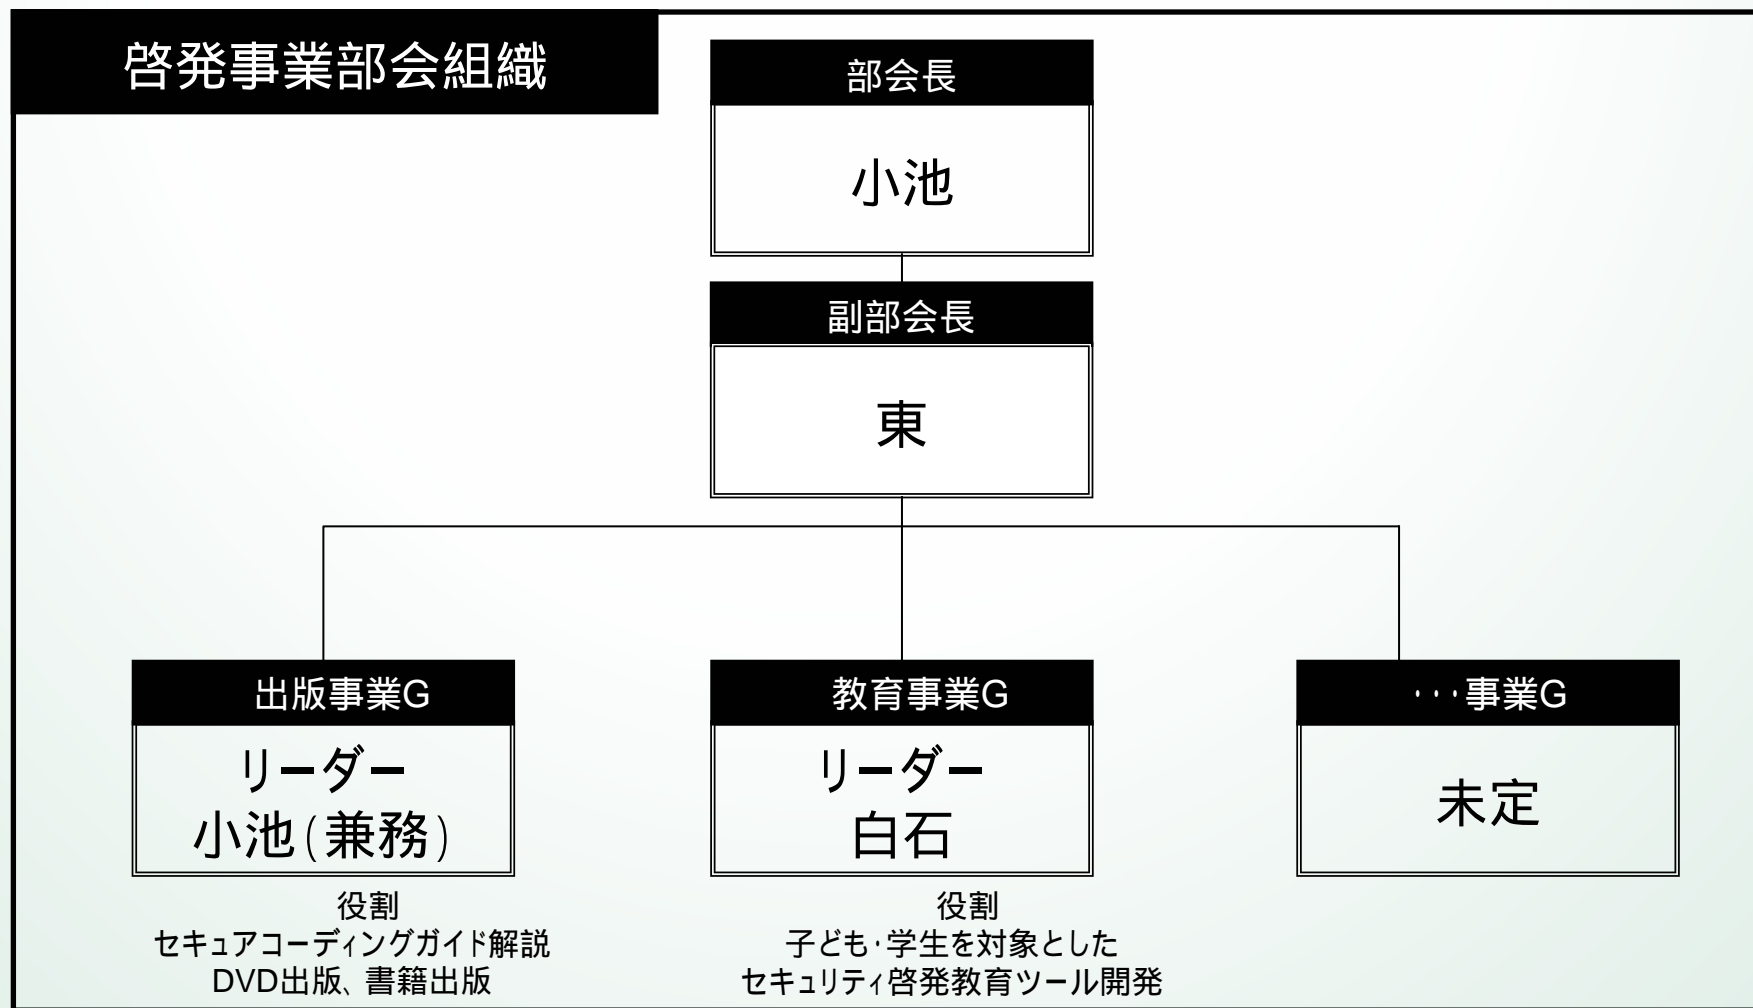 啓発事業部会組織
部会長
小池
副部会長
東
出版事業G
リーダー
小池(兼務)
役割
セキュアコーディングガイド解説
DVD出版、書籍出版
教育事業G
リーダー
白石
役割
子ども・学生を対象とした
セキュリティ啓発教育ツール開発
・・・事業G
未定